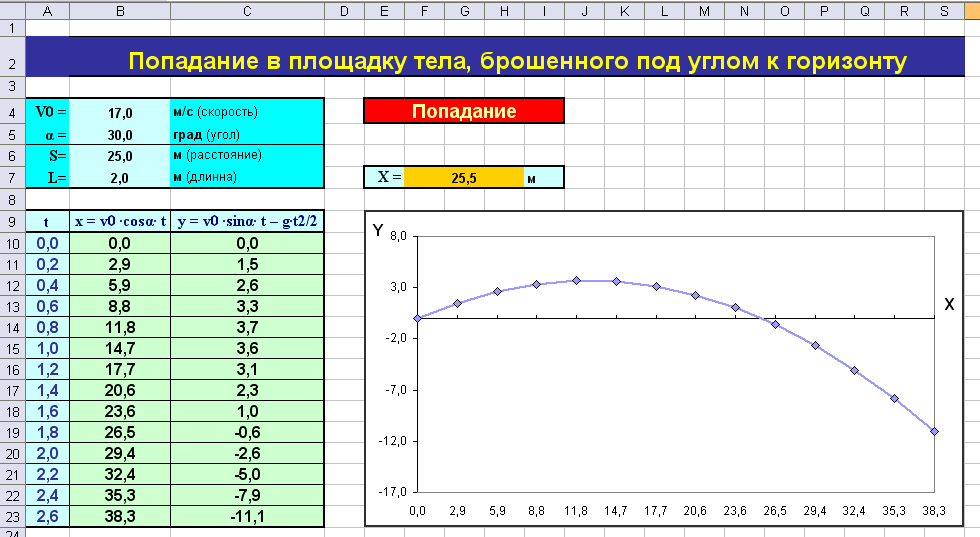 A B C D E F G H I J K L M N O P Q R S
1
2 Попадание в площадку тела, брошенного под углом к горизонту
3
4 V0 = 17,0 м/с (скорость) Попадание
5 α = 30,0 град (угол)
6 S= 25,0 м (расстояние)
7 L= 2,0 м (длинна) X = 25,5 м
8
9 t x = v0 ·cosα· t y = v0 ·sinα· t – g·t2/2
10 0,0 0,0 0,0
11 0,2 2,9 1,5
12 0,4 5,9 2,6
13 0,6 8,8 3,3
14 0,8 11,8 3,7
15 1,0 14,7 3,6
16 1,2 17,7 3,1
17 1,4 20,6 2,3
18 1,6 23,6 1,0
19 1,8 26,5 -0,6
20 2,0 29,4 -2,6
21 2,2 32,4 -5,0
22 2,4 35,3 -7,9
23 2,6 38,3 -11,1
24
Y
8,0
3,0
X
-2,0
-7,0
-12,0
-17,0
0,0 2,9 5,9 8,8 11,8 14,7 17,7 20,6 23,6 26,5 29,4 32,4 35,3 38,3